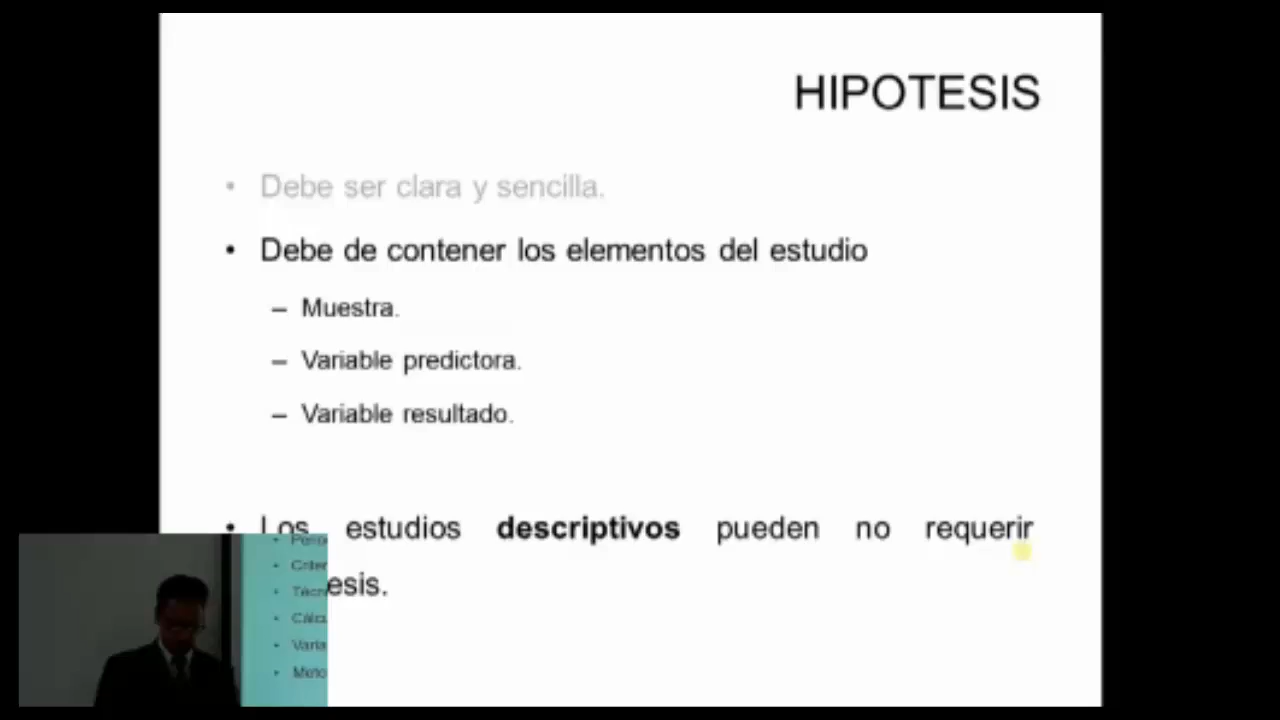 HIPOTESIS
• Debe ser clara y sencilla.
• Debe de contener los elementos del estudio
– Muestra.
– Variable predictora.
– Variable resultado.
• Los estudios descriptivos pueden no requerir
esis.